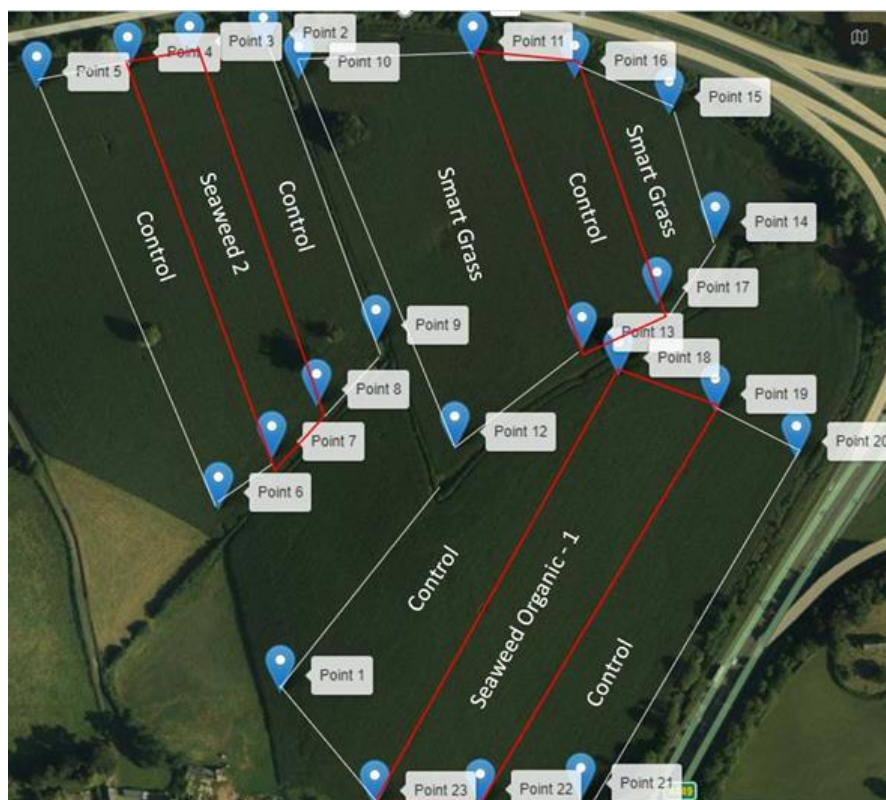 Point 2
Point 3
Point 4
Point 5
Point 10
Point 11
Point 16
Point 15
Point 14
Point 17
Point 13
Point 18
Point 9
Point 8
Point 19
Point 12
Point 7
Point 20
Point 6
Point 1
Point 23
Point 22
Point 21
Control
Seaweed 2
Control
Smart Grass
Control
Smart Grass
Control
Seaweed Organic - 1
Control